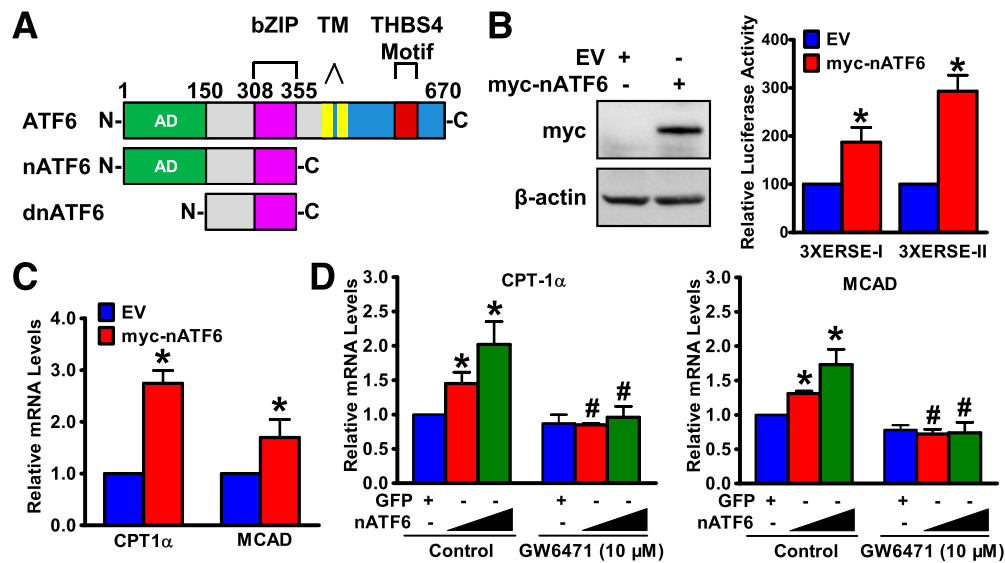 A
bZIP TM THBS4
Motif
1 150 308 355 670
ATF6 N- AD -C
nATF6 N- AD -C
dnATF6 N- -C
B
EV + -
myc-nATF6 - +
myc
β-actin
Relative Luciferase Activity
400
300
200
100
0
EV
myc-nATF6
* *
3XERSE-I 3XERSE-II
C
Relative mRNA Levels
4.0
3.0
2.0
1.0
0.0
EV
myc-nATF6
* *
CPT1α MCAD
D
CPT-1α
Relative mRNA Levels
3.0
2.5
2.0
1.5
1.0
0.5
0.0
* * # #
GFP + - - + - -
nATF6 - -
Control GW6471 (10 µM)
MCAD
Relative mRNA Levels
3.0
2.5
2.0
1.5
1.0
0.5
0.0
* * # #
GFP + - - + - -
nATF6 - -
Control GW6471 (10 µM)